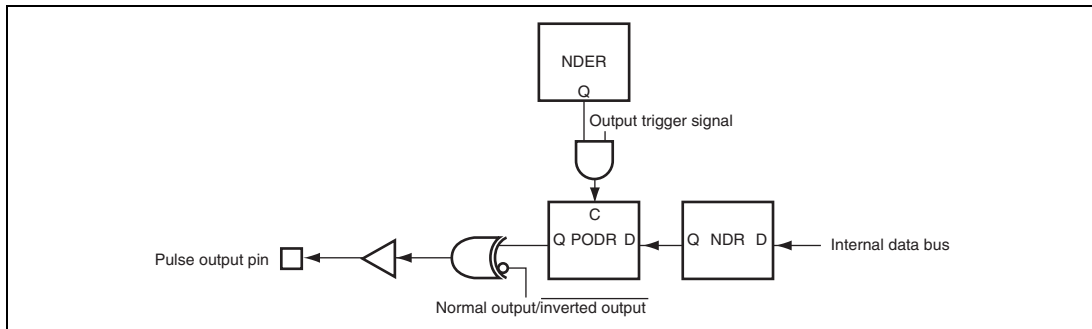 NDER
Q
Output trigger signal
C
Q PODR D
Q NDR D
Internal data bus
Pulse output pin
Normal output/inverted output